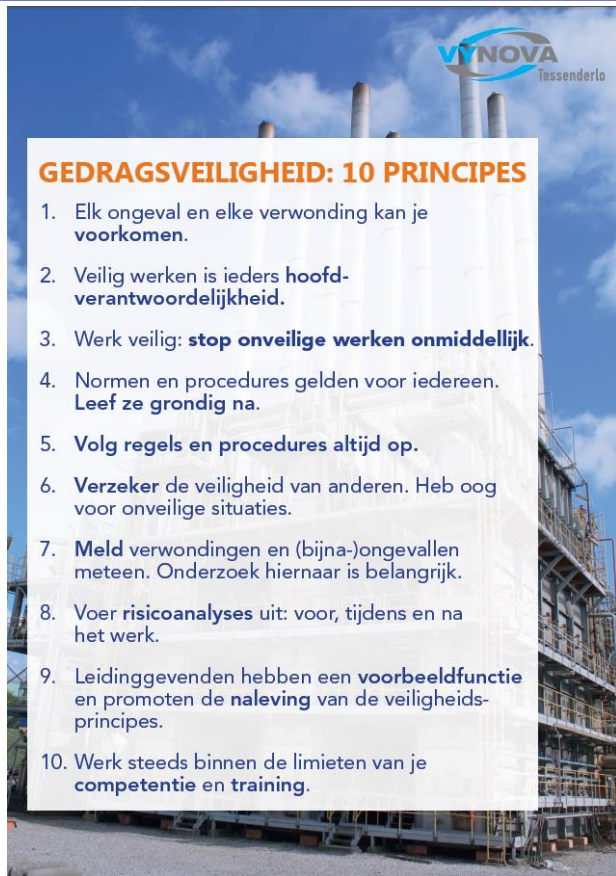 VYNOVA
Tessenderlo
GEDRAGSVEILIGHEID: 10 PRINCIPES
1. Elk ongeval en elke verwonding kan je
voorkomen.
2. Veilig werken is ieders hoofd-
verantwoordelijkheid.
3. Werk veilig: stop onveilige werken onmiddellijk.
4. Normen en procedures gelden voor iedereen.
Leef ze grondig na.
5. Volg regels en procedures altijd op.
6. Verzeker de veiligheid van anderen. Heb oog
voor onveilige situaties.
7. Meld verwondingen en (bijna-)ongevallen
meteen. Onderzoek hiernaar is belangrijk.
8. Voer risicoanalyses uit: voor, tijdens en na
het werk.
9. Leidinggevenden hebben een voorbeeldfunctie
en promoten de naleving van de veiligheids-
principes.
10. Werk steeds binnen de limieten van je
competentie en training.